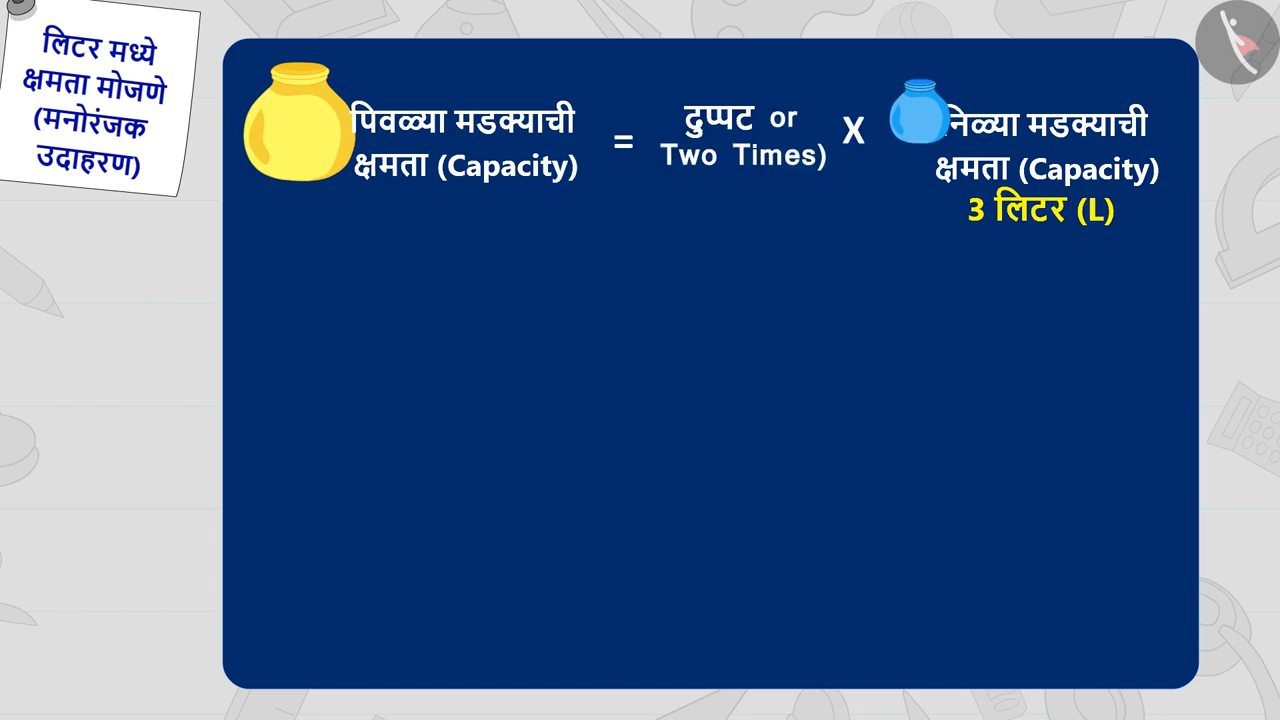 लिटर मध्ये
क्षमता मोजणे
(मनोरंजक
उदाहरण)
पिवळ्या मडक्याची
क्षमता (Capacity)
=
दुप्पट or
Two Times)
X
निळ्या मडक्याची
क्षमता (Capacity)
3 लिटर (L)